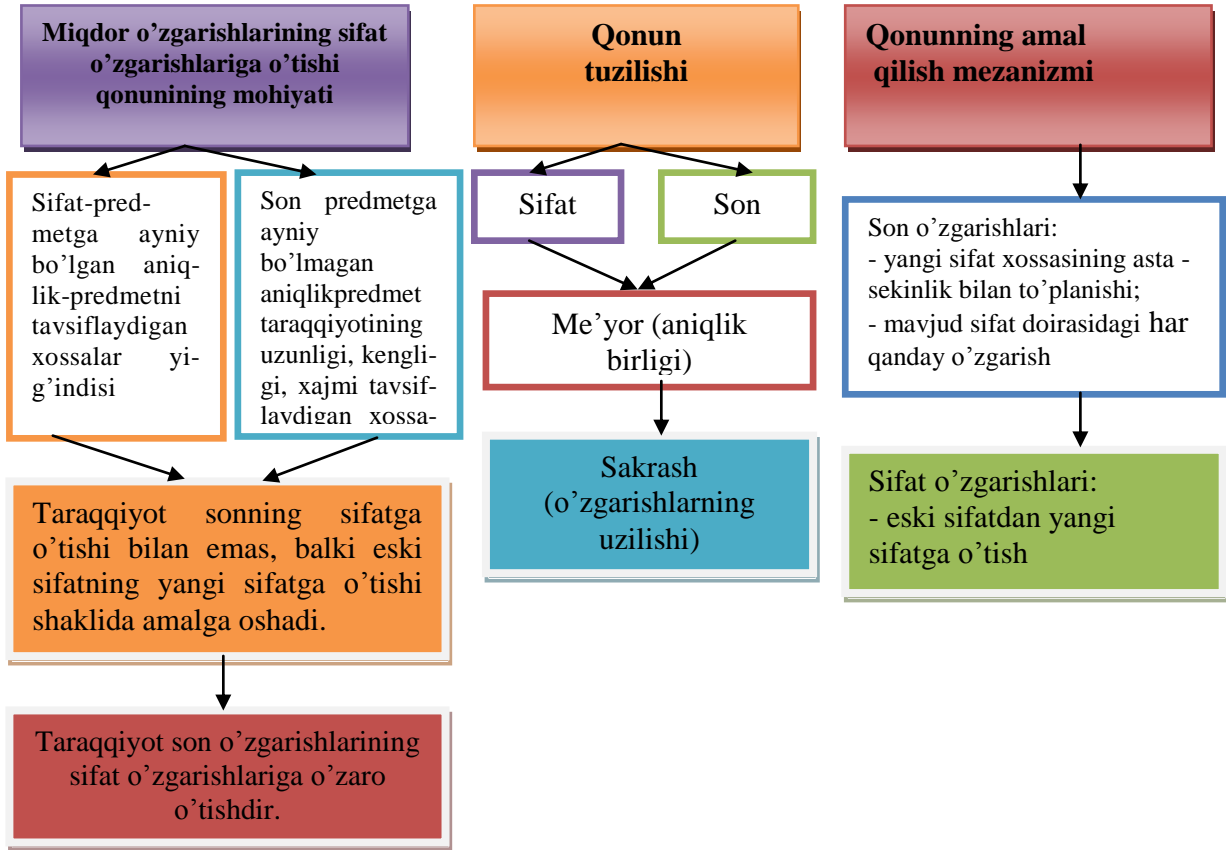 Miqdor o’zgarishlarining sifat
o’zgarishlariga o’tishi
qonunining mohiyati
Sifat-pred-
metga ayniy
bo’lgan aniq-
lik-predmetni
tavsiflaydigan
xossalar yi-
g’indisi
Son predmetga
ayniy
bo’lmagan
aniqlikpredmet
taraqqiyotining
uzunligi, kengli-
gi, xajmi tavsif-
laydigan xossa-
Taraqqiyot sonning sifatga
o’tishi bilan emas, balki eski
sifatning yangi sifatga o’tishi
shaklida amalga oshadi.
Taraqqiyot son o’zgarishlarining
sifat o’zgarishlariga o’zaro
o’tishdir.
Qonun
tuzilishi
Sifat
Son
Me’yor (aniqlik
birligi)
Sakrash
(o’zgarishlarning
uzilishi)
Qonunning amal
qilish mezanizmi
Son o’zgarishlari:
- yangi sifat xossasining asta -
sekinlik bilan to’planishi;
- mavjud sifat doirasidagi har
qanday o’zgarish
Sifat o’zgarishlari:
- eski sifatdan yangi
sifatga o’tish